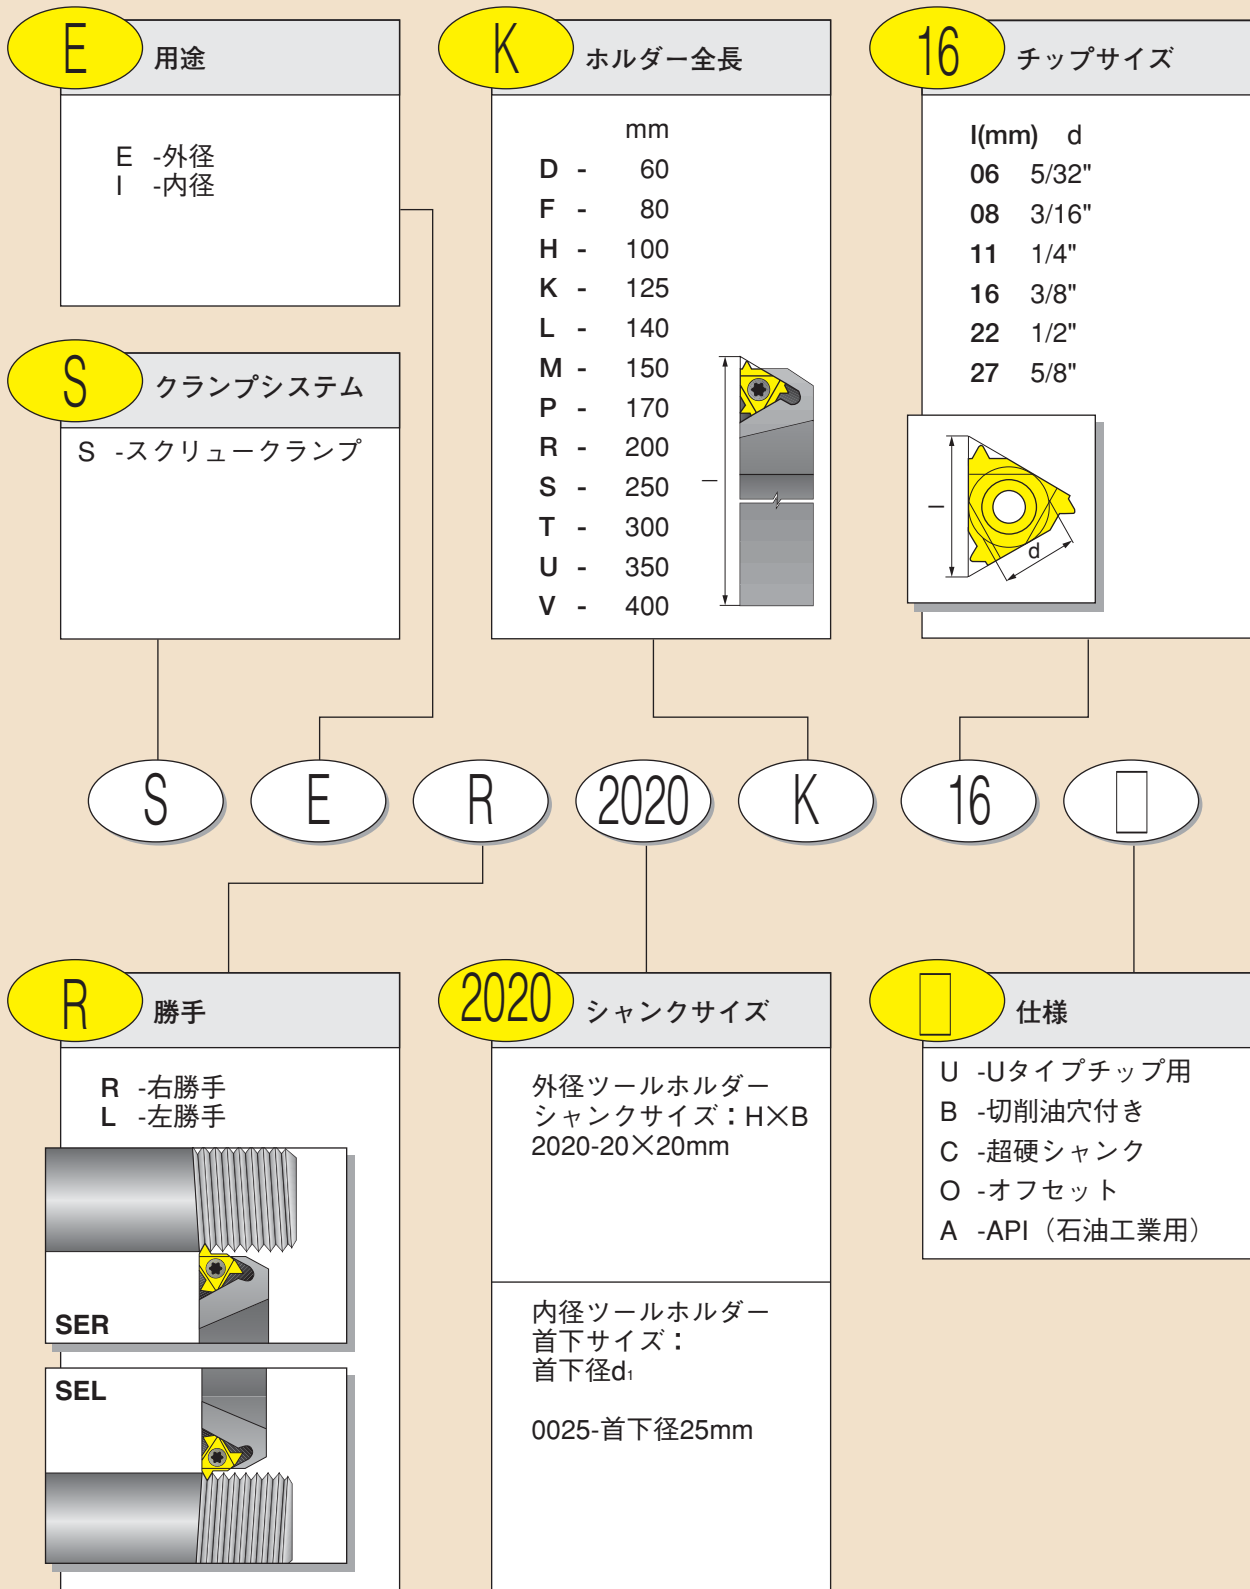 E
用途
E -外径
I -内径
S
クランプシステム
S -スクリュークランプ
K
ホルダー全長
mm
D - 60
F - 80
H - 100
K - 125
L - 140
M - 150
P - 170
R - 200
S - 250
T - 300
U - 350
V - 400
l
16
チップサイズ
l(mm) d
06 5/32"
08 3/16"
11 1/4"
16 3/8"
22 1/2"
27 5/8"
l
d
S E R 2020 K 16
R
勝手
R -右勝手
L -左勝手
SER
SEL
2020
シャンクサイズ
外径ツールホルダー
シャンクサイズ：H×B
2020-20×20mm
内径ツールホルダー
首下サイズ：
首下径d₁
0025-首下径25mm
仕様
U -Uタイプチップ用
B -切削油穴付き
C -超硬シャンク
O -オフセット
A -API（石油工業用）